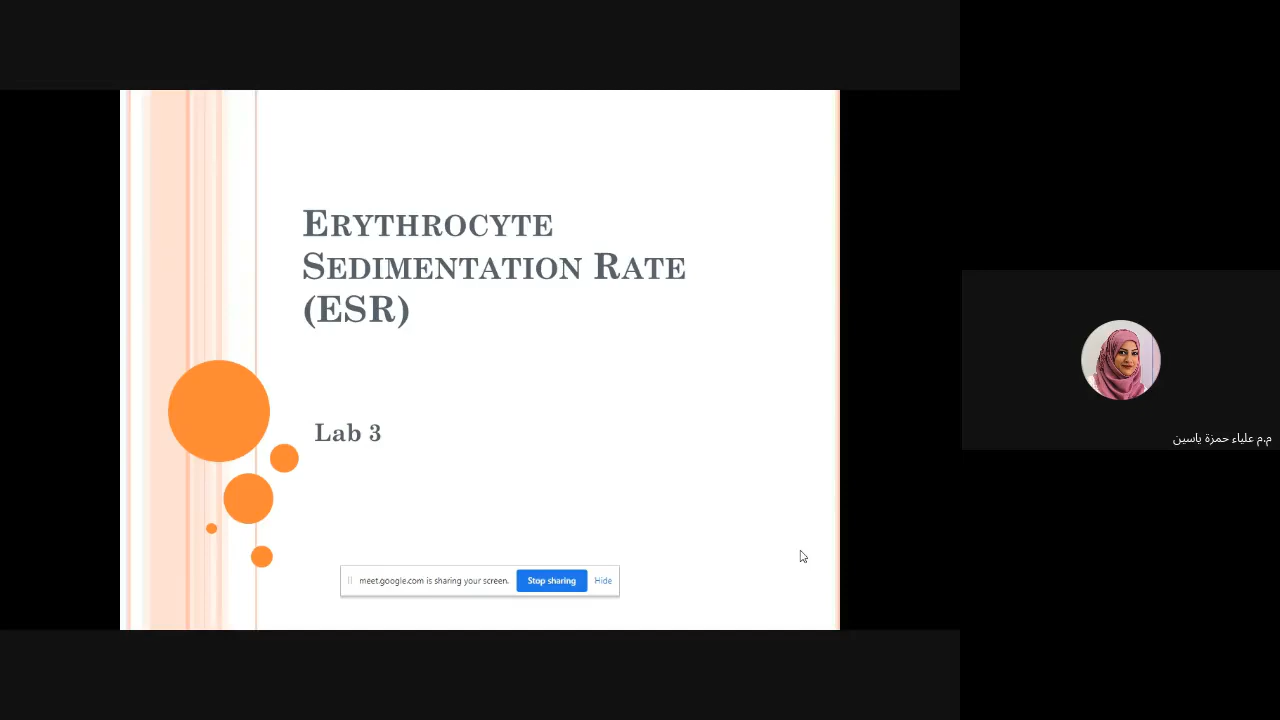 ERYTHROCYTE
SEDIMENTATION RATE
(ESR)
Lab 3
meet.google.com is sharing your screen. Stop sharing Hide
م.م علياء حمزة ياسين